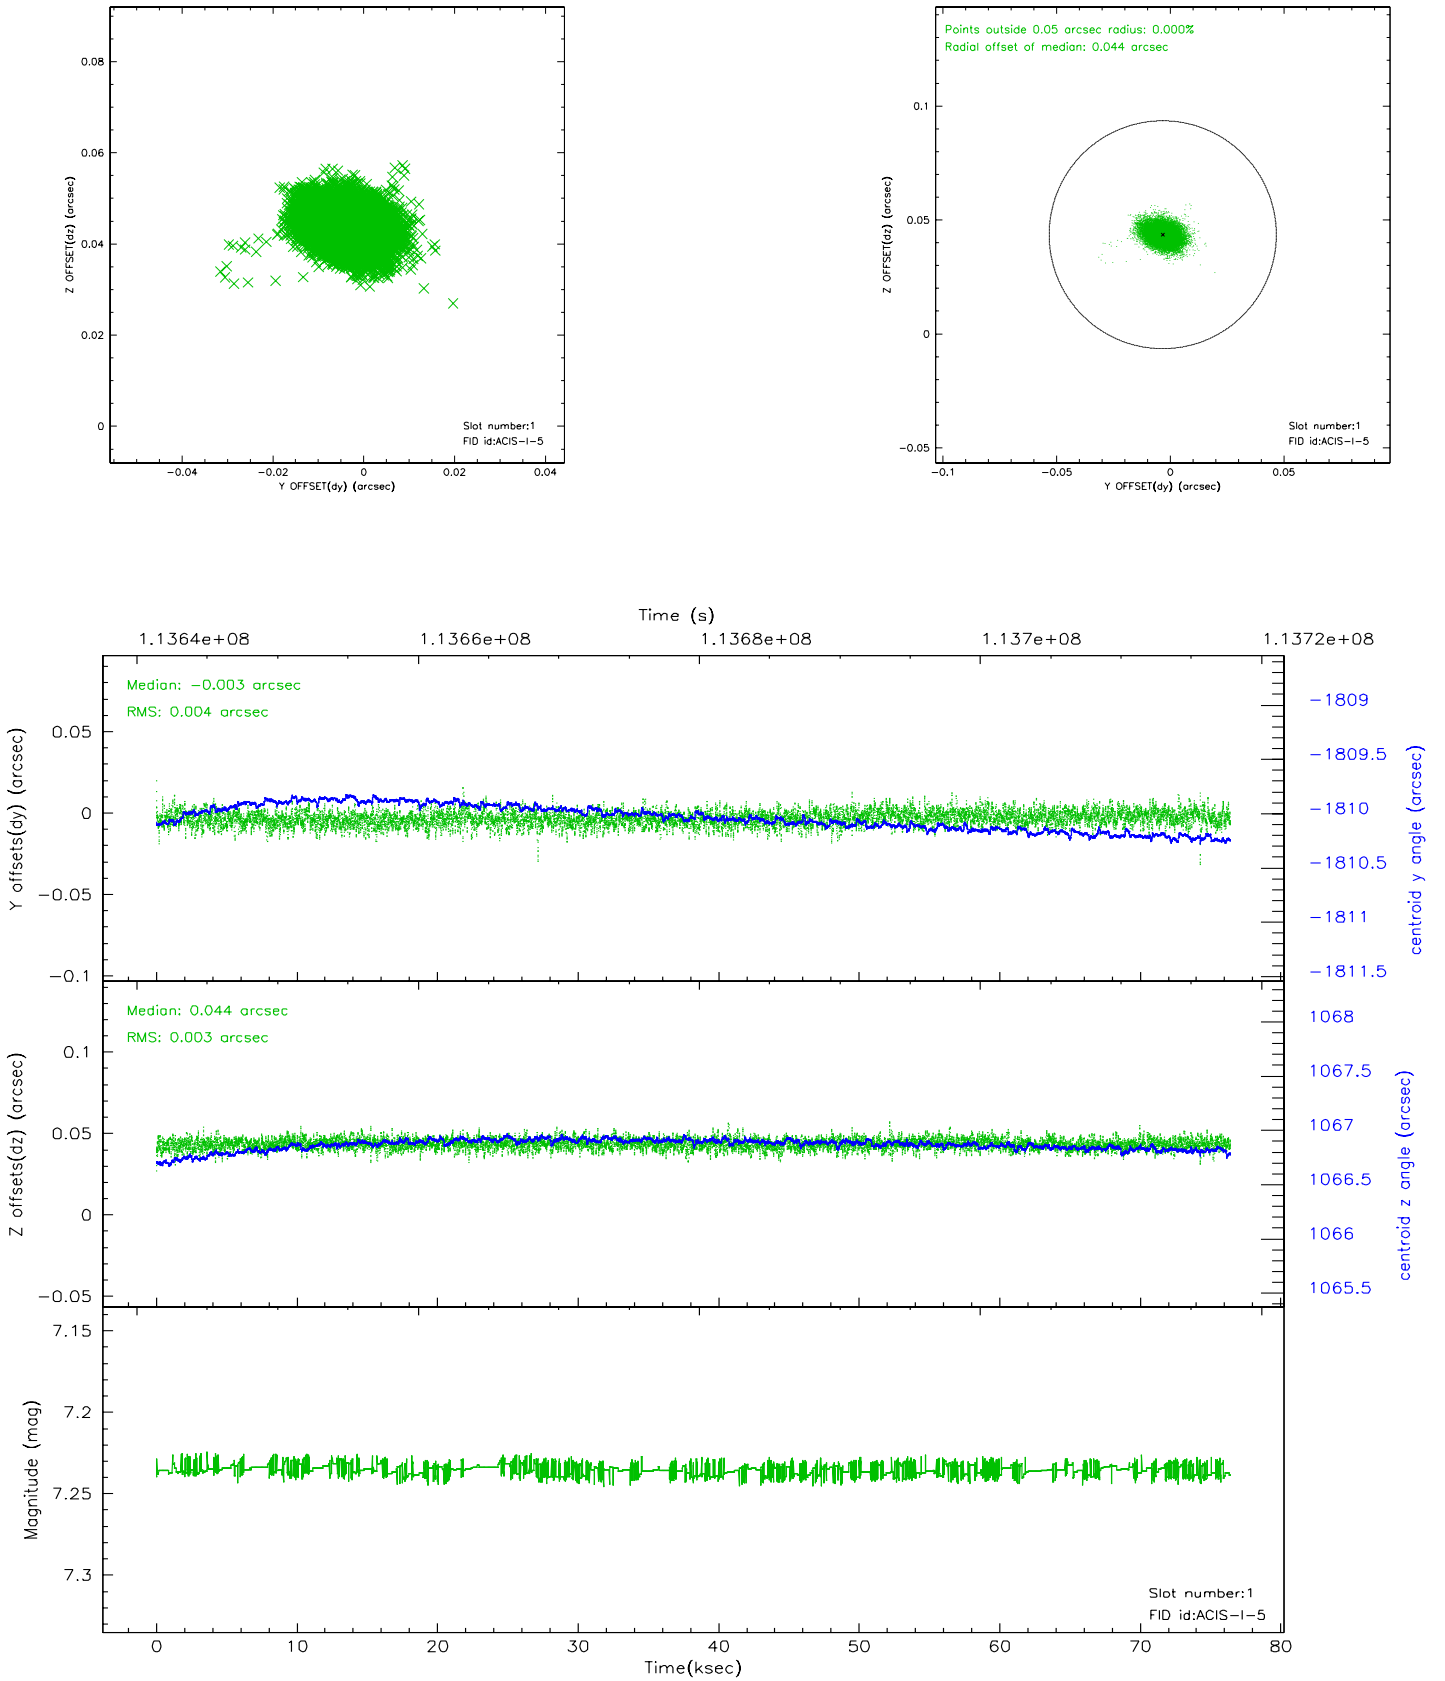 0.08
0.06
0.04
0.02
0
Z OFFSET(dz) (arcsec)
Slot number:1
FID id:ACIS-I-5
-0.04
-0.02
0
0.02
0.04
Y OFFSET(dy) (arcsec)
Points outside 0.05 arcsec radius: 0.000%
Radial offset of median: 0.044 arcsec
0.1
0.05
0
-0.05
Z OFFSET(dz) (arcsec)
Slot number:1
FID id:ACIS-I-5
-0.1
-0.05
0
0.05
Y OFFSET(dy) (arcsec)
Time (s)
1.1364e+08
1.1366e+08
1.1368e+08
1.137e+08
1.1372e+08
Median: -0.003 arcsec
RMS: 0.004 arcsec
0.05
0
-0.05
-0.1
Y offsets(dy) (arcsec)
-1809
-1809.5
-1810
-1810.5
-1811
-1811.5
centroid y angle (arcsec)
Median: 0.044 arcsec
RMS: 0.003 arcsec
0.1
0.05
0
-0.05
Z offsets(dz) (arcsec)
1068
1067.5
1067
1066.5
1066
1065.5
centroid z angle (arcsec)
7.15
7.2
7.25
7.3
Magnitude (mag)
Slot number:1
FID id:ACIS-I-5
0
10
20
30
40
50
60
70
80
Time(ksec)